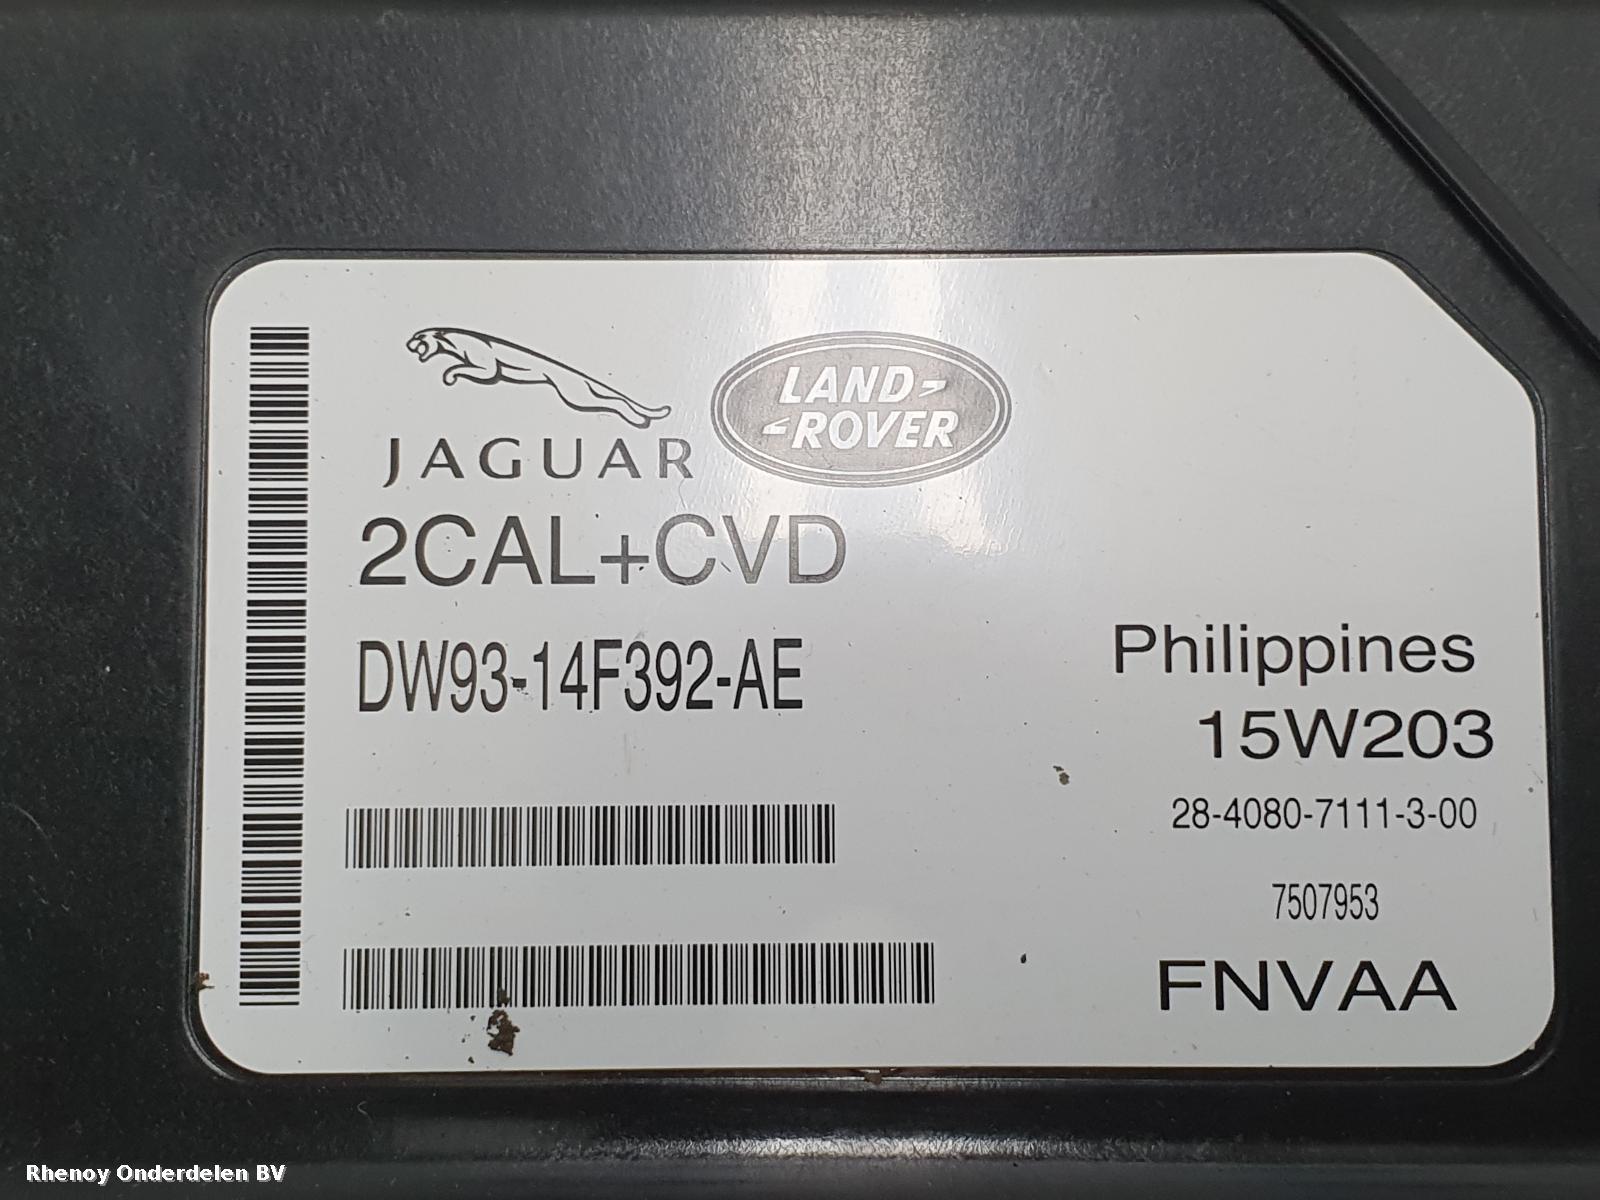 JAGUAR
LAND
ROVER
2CAL+CVD
DW93-14F392-AE
Philippines
15W203
28-4080-7111-3-00
7507953
FNVAA
Rhenoy Onderdelen BV